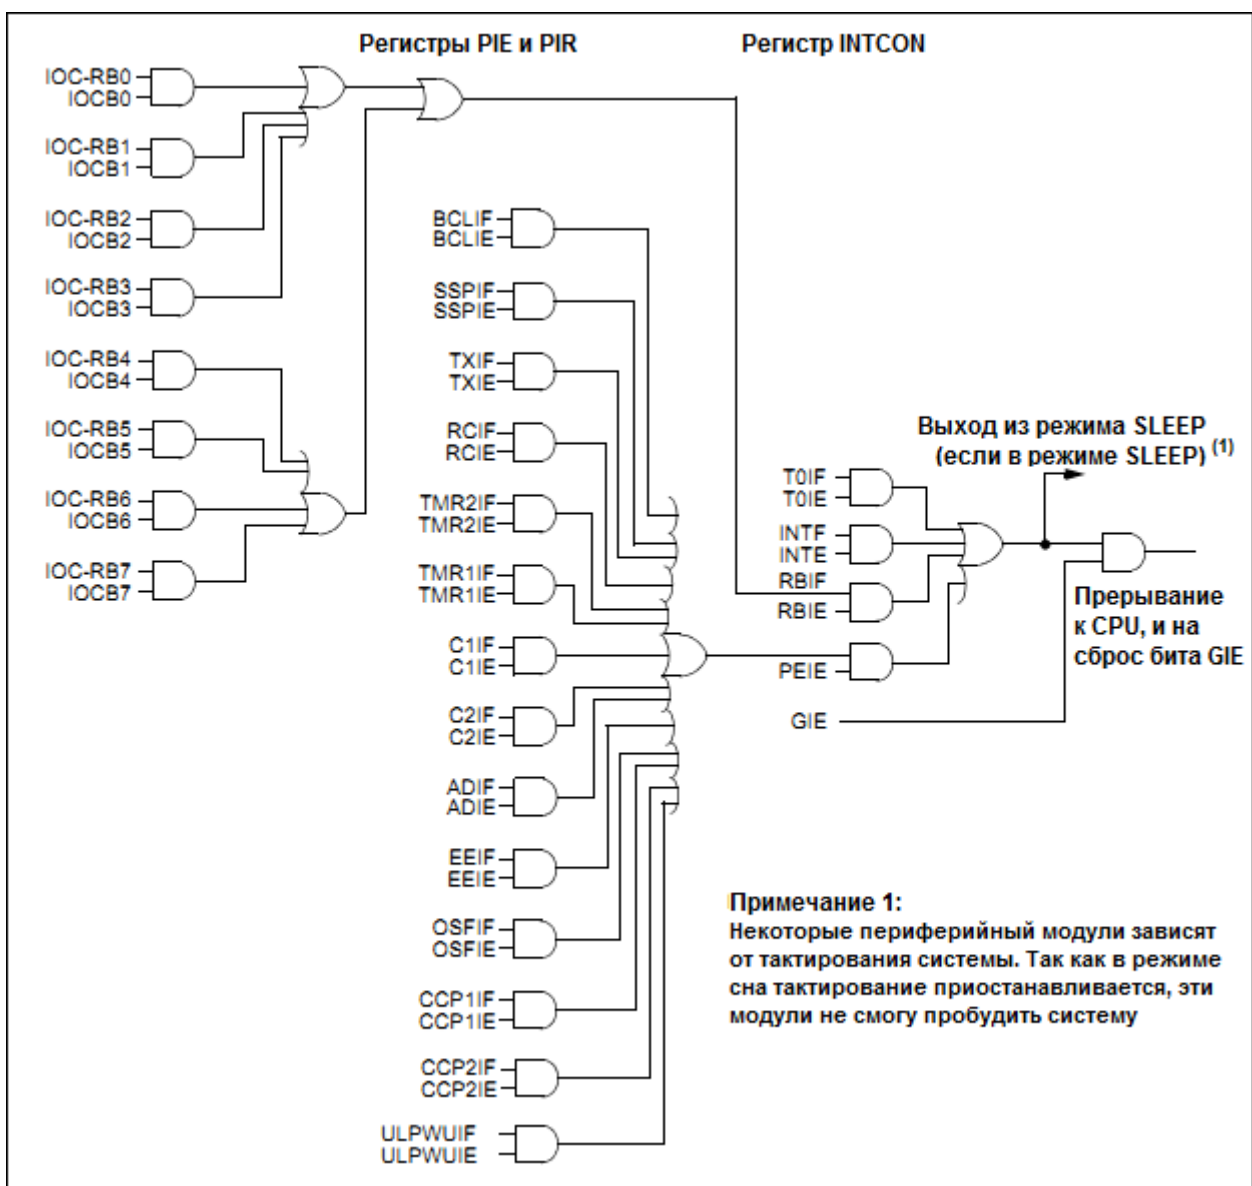 Регистры PIE и PIR
Регистр INTCON
IOC-RB0
IOCB0
IOC-RB1
IOCB1
IOC-RB2
IOCB2
IOC-RB3
IOCB3
IOC-RB4
IOCB4
IOC-RB5
IOCB5
IOC-RB6
IOCB6
IOC-RB7
IOCB7
BCLIF
BCLIE
SSPIF
SSPIE
TXIF
TXIE
RCIF
RCIE
TMR2IF
TMR2IE
TMR1IF
TMR1IE
C1IF
C1IE
C2IF
C2IE
ADIF
ADIE
EEIF
EEIE
OSFIF
OSFIE
CCP1IF
CCP1IE
CCP2IF
CCP2IE
ULPWUIF
ULPWUIE
Выход из режима SLEEP
(если в режиме SLEEP) (1)
T0IF
T0IE
INTF
INTE
RBIF
RBIE
PEIE
GIE
Прерывание
к CPU, и на
сброс бита GIE
Примечание 1:
Некоторые периферийный модули зависят
от тактирования системы. Так как в режиме
сна тактирование приостанавливается, эти
модули не смогу пробудить систему